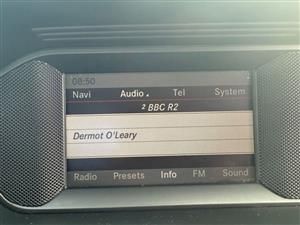 08:50
Navi Audio Tel System
2 BBC R2
Dermot O'Leary
Radio Presets Info FM Sound